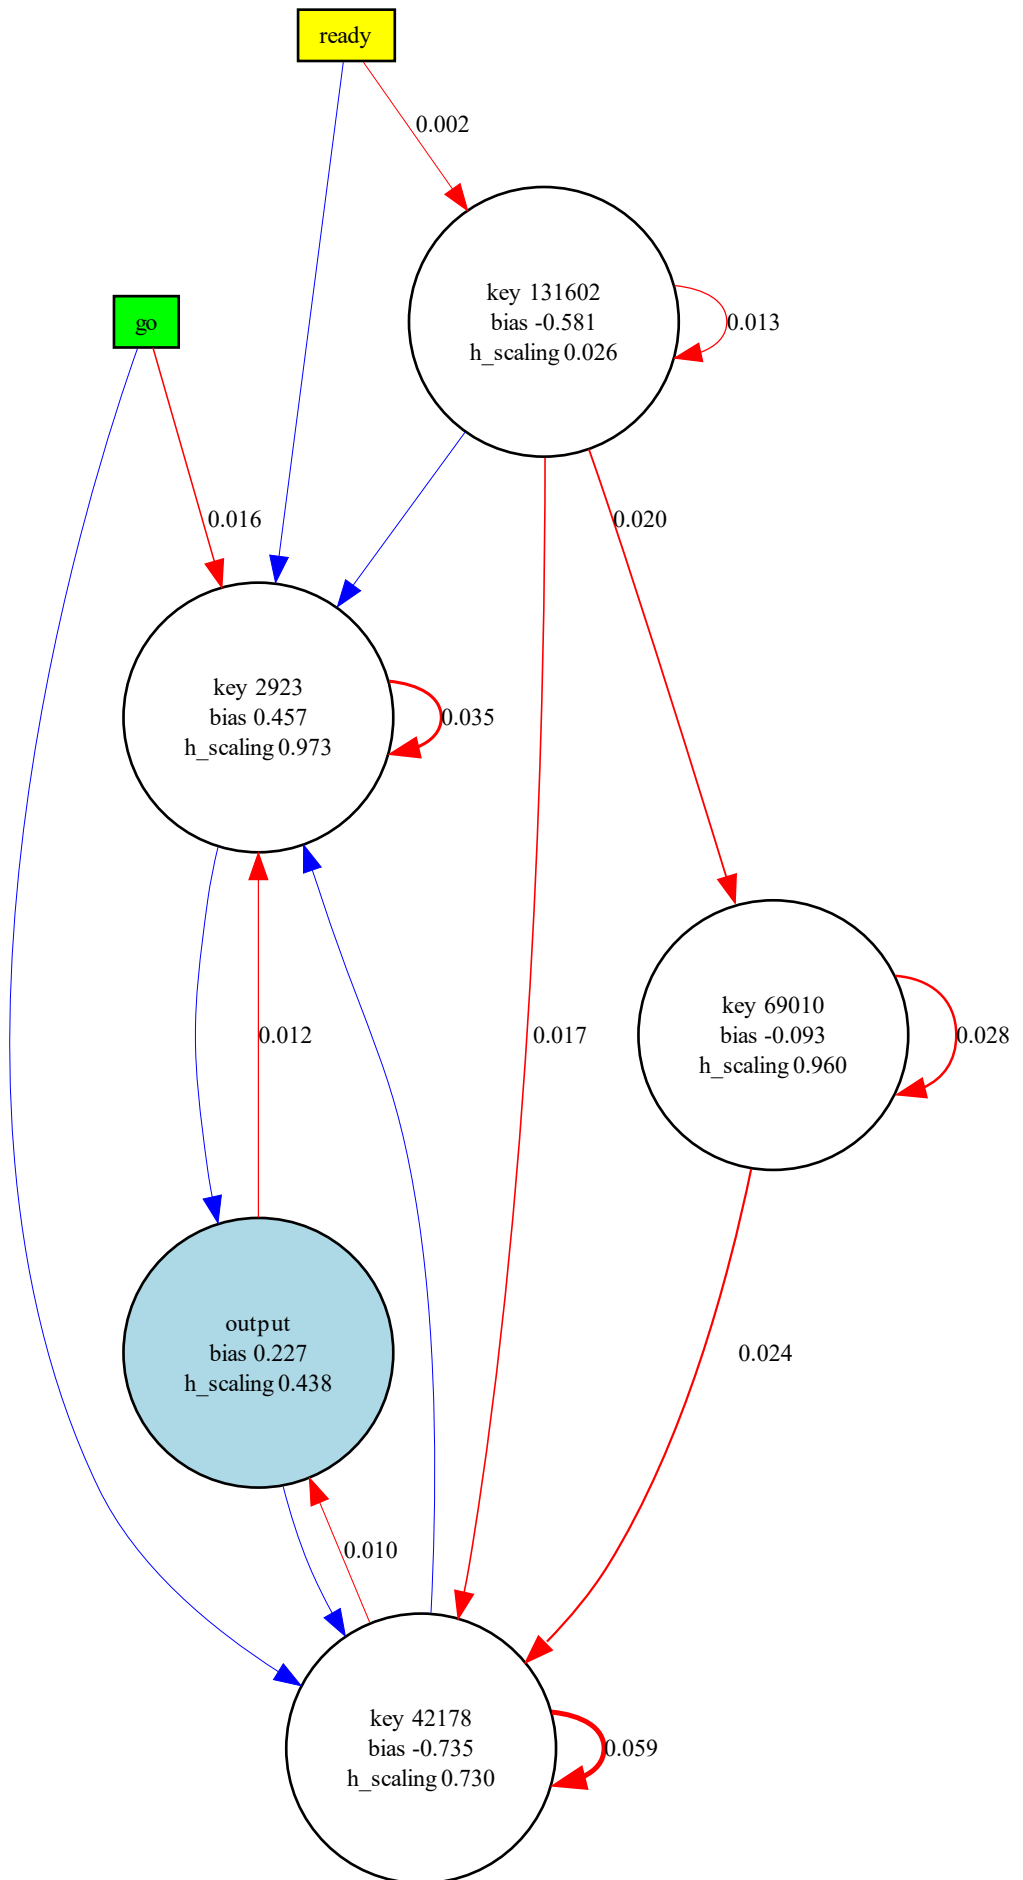 ready
0.002
key 131602
bias -0.581
h_scaling 0.026
0.013
go
0.016
0.020
key 2923
bias 0.457
h_scaling 0.973
0.035
key 69010
bias -0.093
h_scaling 0.960
0.028
0.012
0.017
output
bias 0.227
h_scaling 0.438
0.024
0.010
key 42178
bias -0.735
h_scaling 0.730
0.059